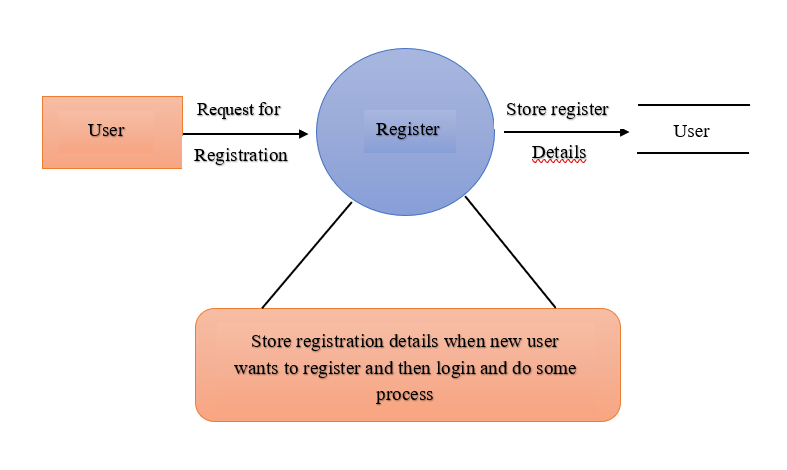 User
Request for
Registration
Register
Store register
Details
User
Store registration details when new user
wants to register and then login and do some
process